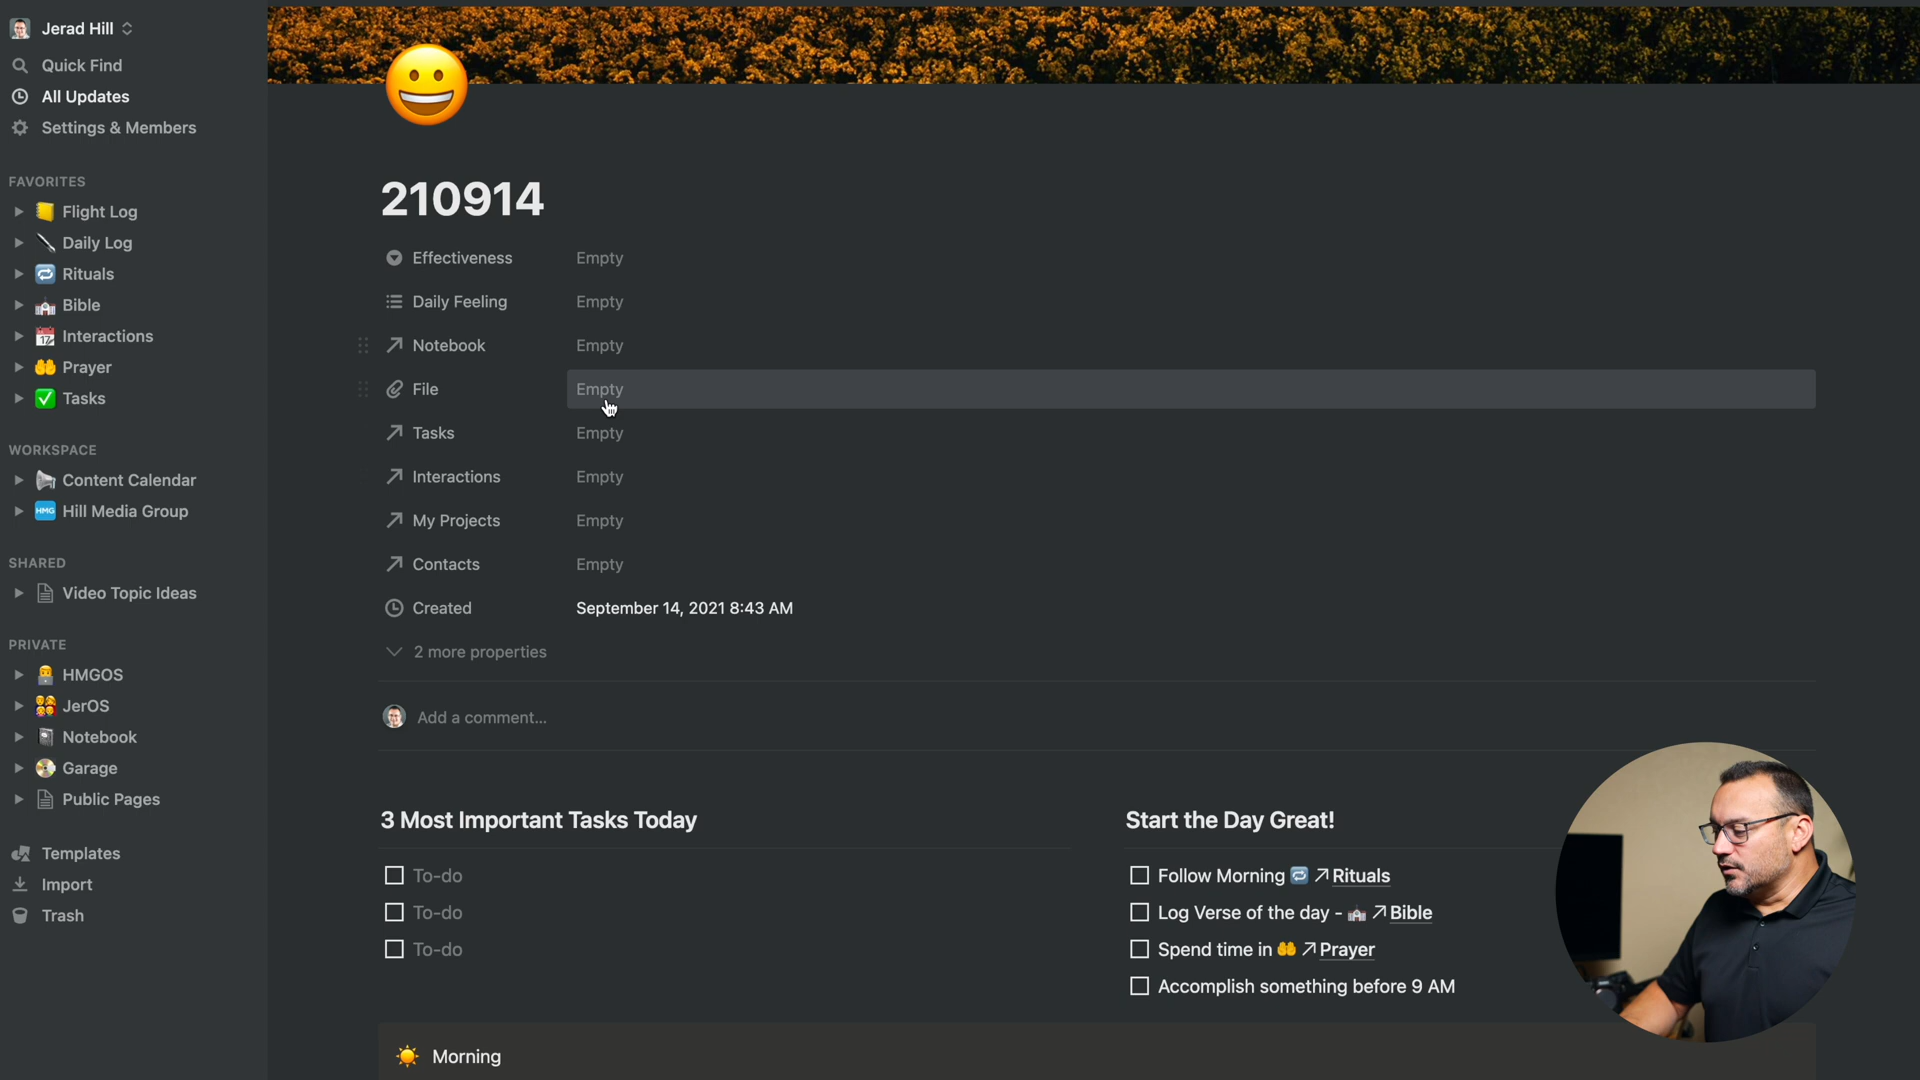 Jerad Hill
Quick Find
All Updates
Settings & Members
FAVORITES
Flight Log
Daily Log
Rituals
Bible
Interactions
Prayer
Tasks
WORKSPACE
Content Calendar
HMG Hill Media Group
SHARED
Video Topic Ideas
PRIVATE
HMGOS
JerOS
Notebook
Garage
Public Pages
Templates
Import
Trash
210914
Effectiveness Empty
Daily Feeling Empty
Notebook Empty
File Empty
Tasks Empty
Interactions Empty
My Projects Empty
Contacts Empty
Created September 14, 2021 8:43 AM
2 more properties
Add a comment...
3 Most Important Tasks Today
To-do
To-do
To-do
Start the Day Great!
Follow Morning Rituals
Log Verse of the day - Bible
Spend time in Prayer
Accomplish something before 9 AM
Morning